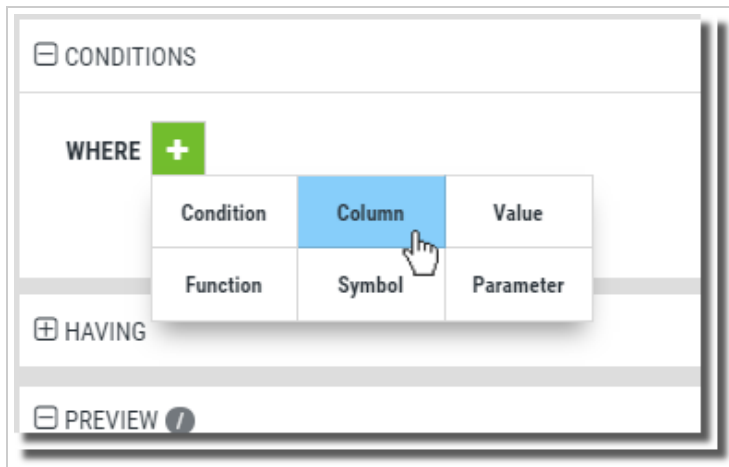 CONDITIONS
WHERE +
Condition Column Value
Function Symbol Parameter
HAVING
PREVIEW